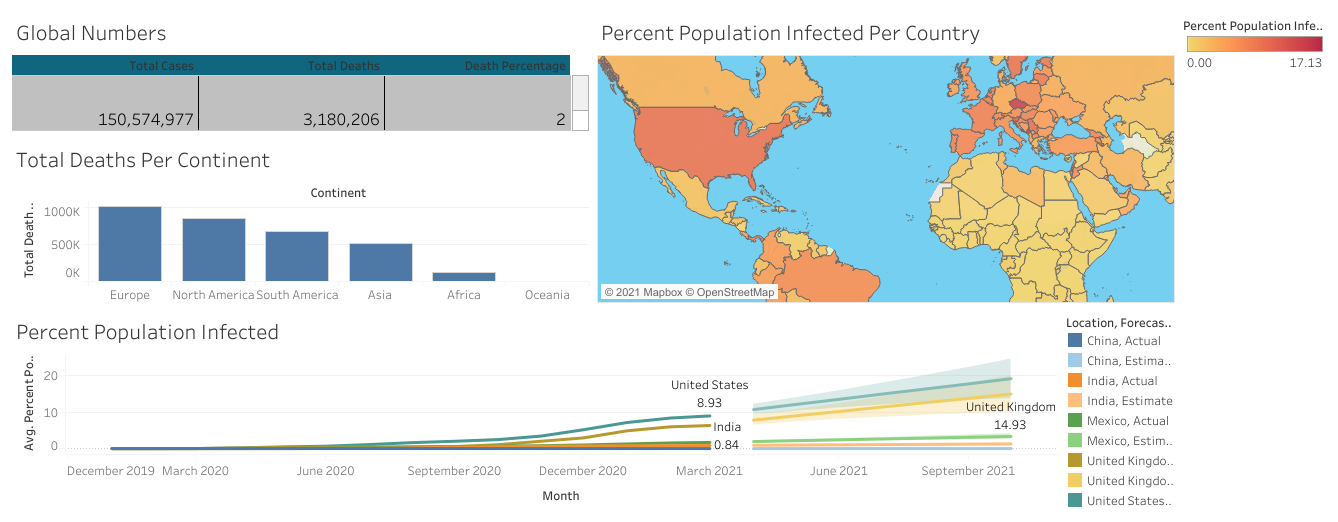 Global Numbers
Total Cases Total Deaths Death Percentage
150,574,977 3,180,206 2
Total Deaths Per Continent
Continent
Total Death..
1000K
500K
0K
Europe North America South America Asia Africa Oceania
Percent Population Infected Per Country
© 2021 Mapbox © OpenStreetMap
Percent Population Infe..
0.00 17.13
Percent Population Infected
Avg. Percent Po..
20
10
0
United States
8.93
India
0.84
United Kingdom
14.93
December 2019 March 2020 June 2020 September 2020 December 2020 March 2021 June 2021 September 2021
Month
Location, Forecas..
China, Actual
China, Estima..
India, Actual
India, Estimate
Mexico, Actual
Mexico, Estim..
United Kingdo..
United Kingdo..
United States..